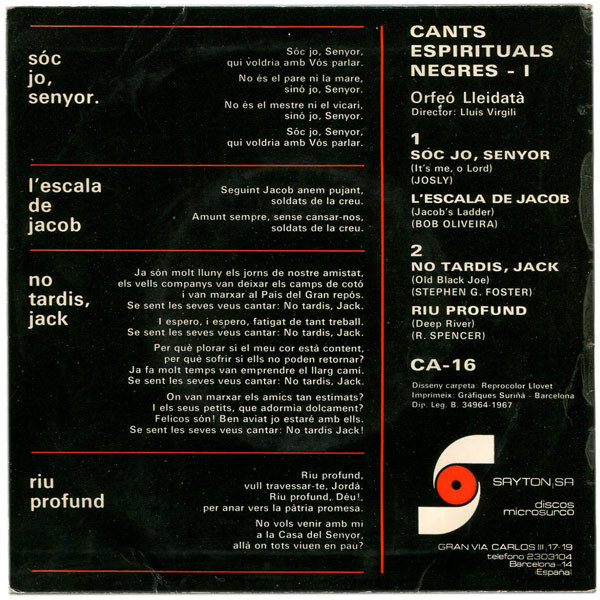 sóc
jo,
senyor.
Sóc jo, Senyor,
qui voldria amb Vós parlar.
No és el pare ni la mare,
sinó jo, Senyor.
No és el mestre ni el vicari,
sinó jo, Senyor.
Sóc jo, Senyor,
qui voldria amb Vós parlar.
l'escala
de
jacob
Seguint Jacob anem pujant,
soldats de la creu.
Amunt sempre, sense cansar-nos,
soldats de la creu.
no
tardis,
jack
Ja són molt lluny els jorns de nostre amistat,
els vells companys van deixar els camps de cotó
i van marxar al País del Gran repòs.
Se sent les seves veus cantar: No tardis, Jack.
I espero, i espero, fatigat de tant treball.
Se sent les seves veus cantar: No tardis, Jack.
Per què plorar si el meu cor està content,
per què sofrir si ells no poden retornar?
Ja fa molt temps van emprendre el llarg camí.
Se sent les seves veus cantar: No tardis, Jack.
On van marxar els amics tan estimats?
I els seus petits, que adormia dolçament?
Felicos són! Ben aviat jo estaré amb ells.
Se sent les seves veus cantar: No tardis Jack!
riu
profund
Riu profund,
vull travessar-te, Jordà.
Riu profund, Déu!,
per anar vers la pàtria promesa.
No vols venir amb mi
a la Casa del Senyor,
allà on tots viuen en pau?
CANTS
ESPIRITUALS
NEGRES - I
Orfeó Lleidatà
Director: Lluis Virgili
1
SÓC JO, SENYOR
(It's me, o Lord)
(JOSLY)
L'ESCALA DE JACOB
(Jacob's Ladder)
(BOB OLIVEIRA)
2
NO TARDIS, JACK
(Old Black Joe)
(STEPHEN G. FOSTER)
RIU PROFUND
(Deep River)
(R. SPENCER)
CA-16
Disseny carpeta: Reprocolor Llovet
Imprimeix: Gràfiques Suriñà - Barcelona
Dip. Leg. B. 34964-1967
SAYTON, SA
discos
microsurco
GRAN VIA CARLOS III, 17-19
telefono 2303104
Barcelona-14
(España)